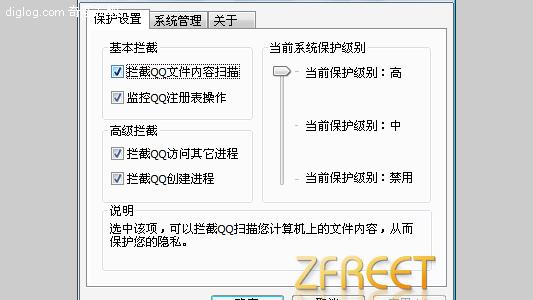 diglog.com
保护设置 系统管理 关于
基本拦截
拦截QQ文件内容扫描
监控QQ注册表操作
高级拦截
拦截QQ访问其它进程
拦截QQ创建进程
当前系统保护级别
当前保护级别：高
当前保护级别：中
当前保护级别：禁用
说明
选中该项，可以拦截QQ扫描您计算机上的文件内容，从而
保护您的隐私。
ZFREET